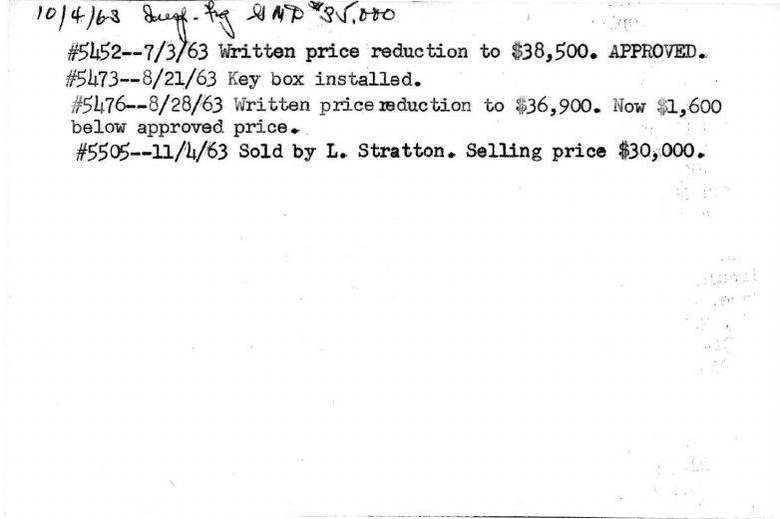 10/4/63 $35,000
#5452--7/3/63 Written price reduction to $38,500. APPROVED.
#5473--8/21/63 Key box installed.
#5476--8/28/63 Written price reduction to $36,900. Now $1,600
below approved price.
#5505--11/4/63 Sold by L. Stratton. Selling price $30,000.